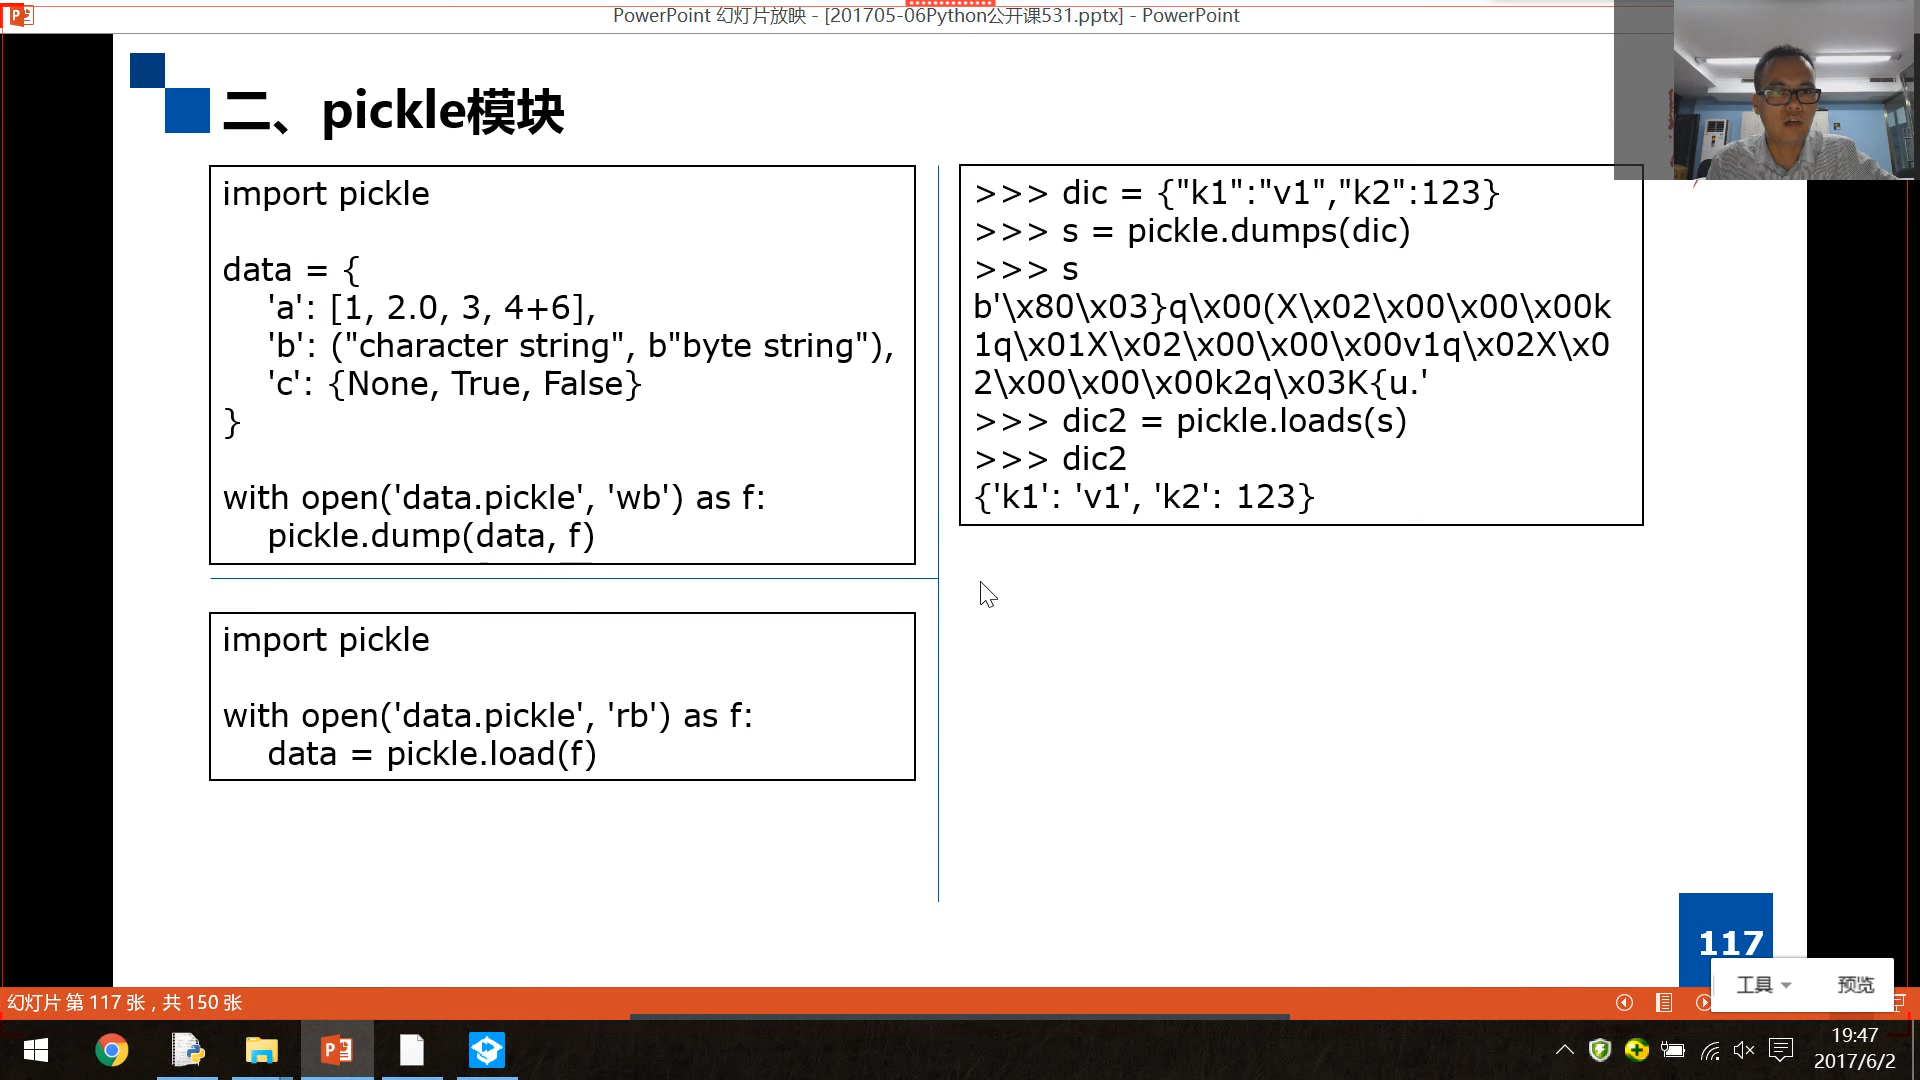 PowerPoint 幻灯片放映 - [201705-06Python公开课531.pptx] - PowerPoint
二、pickle模块
import pickle
data = {
'a': [1, 2.0, 3, 4+6],
'b': ("character string", b"byte string"),
'c': {None, True, False}
}
with open('data.pickle', 'wb') as f:
pickle.dump(data, f)
import pickle
with open('data.pickle', 'rb') as f:
data = pickle.load(f)
>>> dic = {"k1":"v1","k2":123}
>>> s = pickle.dumps(dic)
>>> s
b'\x80\x03}q\x00(X\x02\x00\x00\x00k
1q\x01X\x02\x00\x00\x00v1q\x02X\x0
2\x00\x00\x00k2q\x03K{u.'
>>> dic2 = pickle.loads(s)
>>> dic2
{'k1': 'v1', 'k2': 123}
117
工具 预览
幻灯片 第 117 张 , 共 150 张
19:47
2017/6/2